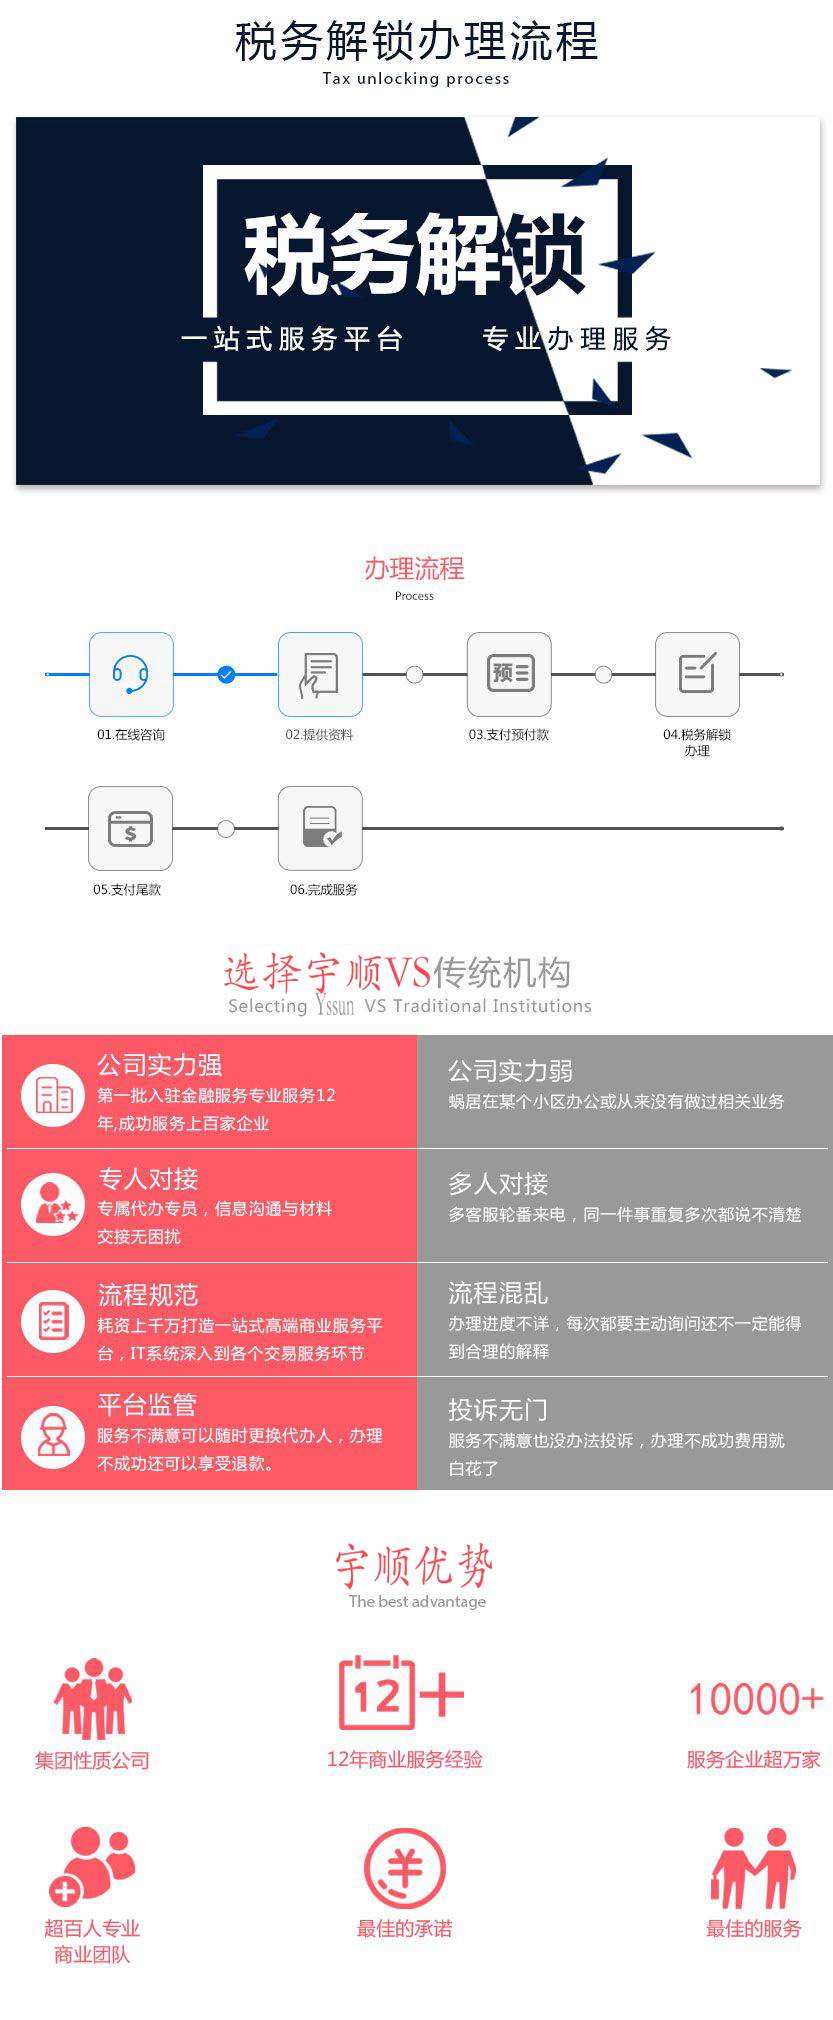 税务解锁办理流程
Tax unlocking process
税务解锁
一站式服务平台 专业办理服务
办理流程
Process
预
01.在线咨询
02.提供资料
03.支付预付款
04.税务解锁
办理
$
05.支付尾款
06.完成服务
选择宇顺VS传统机构
Selecting Yssun VS Traditional Institutions
公司实力强
第一批入驻金融服务专业服务12
年,成功服务上百家企业
公司实力弱
蜗居在某个小区办公或从来没有做过相关业务
专人对接
专属代办专员，信息沟通与材料
交接无困扰
多人对接
多客服轮番来电，同一件事重复多次都说不清楚
流程规范
耗资上千万打造一站式高端商业服务平
台，IT系统深入到各个交易服务环节
流程混乱
办理进度不详，每次都要主动询问还不一定能得
到合理的解释
平台监管
服务不满意可以随时更换代办人，办理
不成功还可以享受退款。
投诉无门
服务不满意也没办法投诉，办理不成功费用就
白花了
宇顺优势
The best advantage
12+
10000+
集团性质公司
12年商业服务经验
服务企业超万家
超百人专业
商业团队
最佳的承诺
最佳的服务